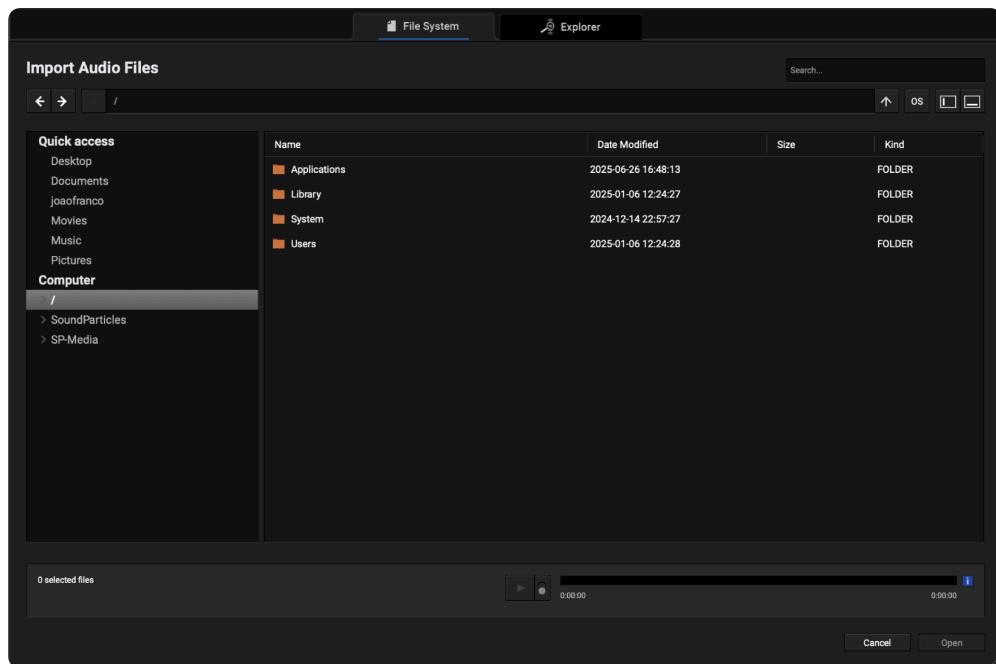 File System
Explorer
Import Audio Files
Search...
/
OS
Quick access
Desktop
Documents
joaofranco
Movies
Music
Pictures
Computer
/
SoundParticles
SP-Media
Name Date Modified Size Kind
Applications 2025-06-26 16:48:13 FOLDER
Library 2025-01-06 12:24:27 FOLDER
System 2024-12-14 22:57:27 FOLDER
Users 2025-01-06 12:24:28 FOLDER
0 selected files
i
0:00:00 0:00:00
Cancel Open